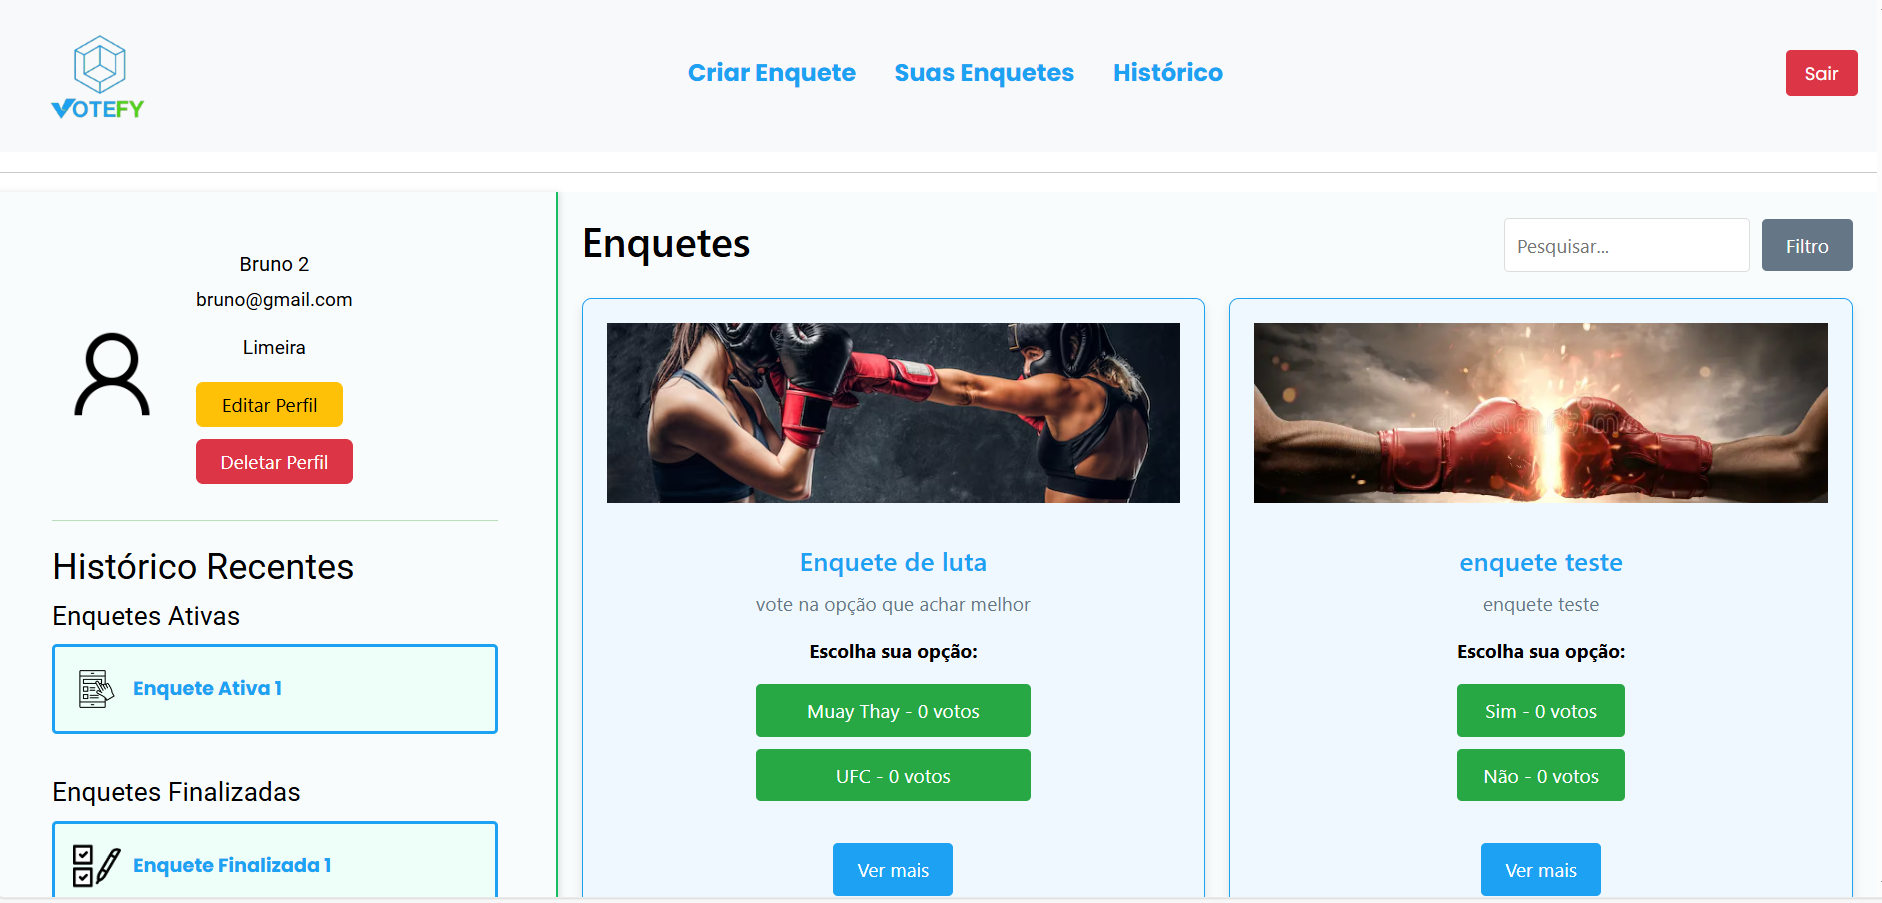 VOTEFY
Criar Enquete
Suas Enquetes
Histórico
Sair
Bruno 2
bruno@gmail.com
Limeira
Editar Perfil
Deletar Perfil
Histórico Recentes
Enquetes Ativas
Enquete Ativa 1
Enquetes Finalizadas
Enquete Finalizada 1
Enquetes
Pesquisar...
Filtro
Enquete de luta
vote na opção que achar melhor
Escolha sua opção:
Muay Thay - 0 votos
UFC - 0 votos
Ver mais
enquete teste
enquete teste
Escolha sua opção:
Sim - 0 votos
Não - 0 votos
Ver mais